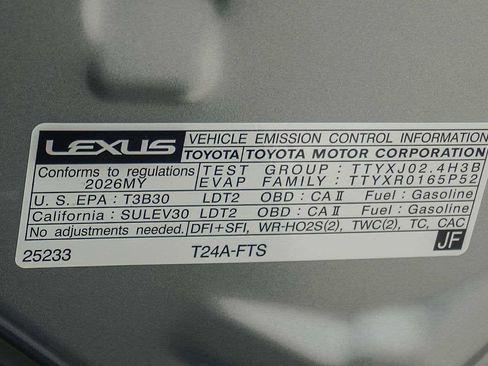 LEXUS VEHICLE EMISSION CONTROL INFORMATION
TOYOTA TOYOTA MOTOR CORPORATION
Conforms to regulations TEST GROUP : TTYXJ02.4H3B
2026MY EVAP FAMILY : TTYXR0165P52
U. S. EPA : T3B30 LDT2 OBD : CA II Fuel : Gasoline
California : SULEV30 LDT2 OBD : CA II Fuel : Gasoline
No adjustments needed. DFI+SFI, WR-HO2S(2), TWC(2), TC, CAC
25233 T24A-FTS JF